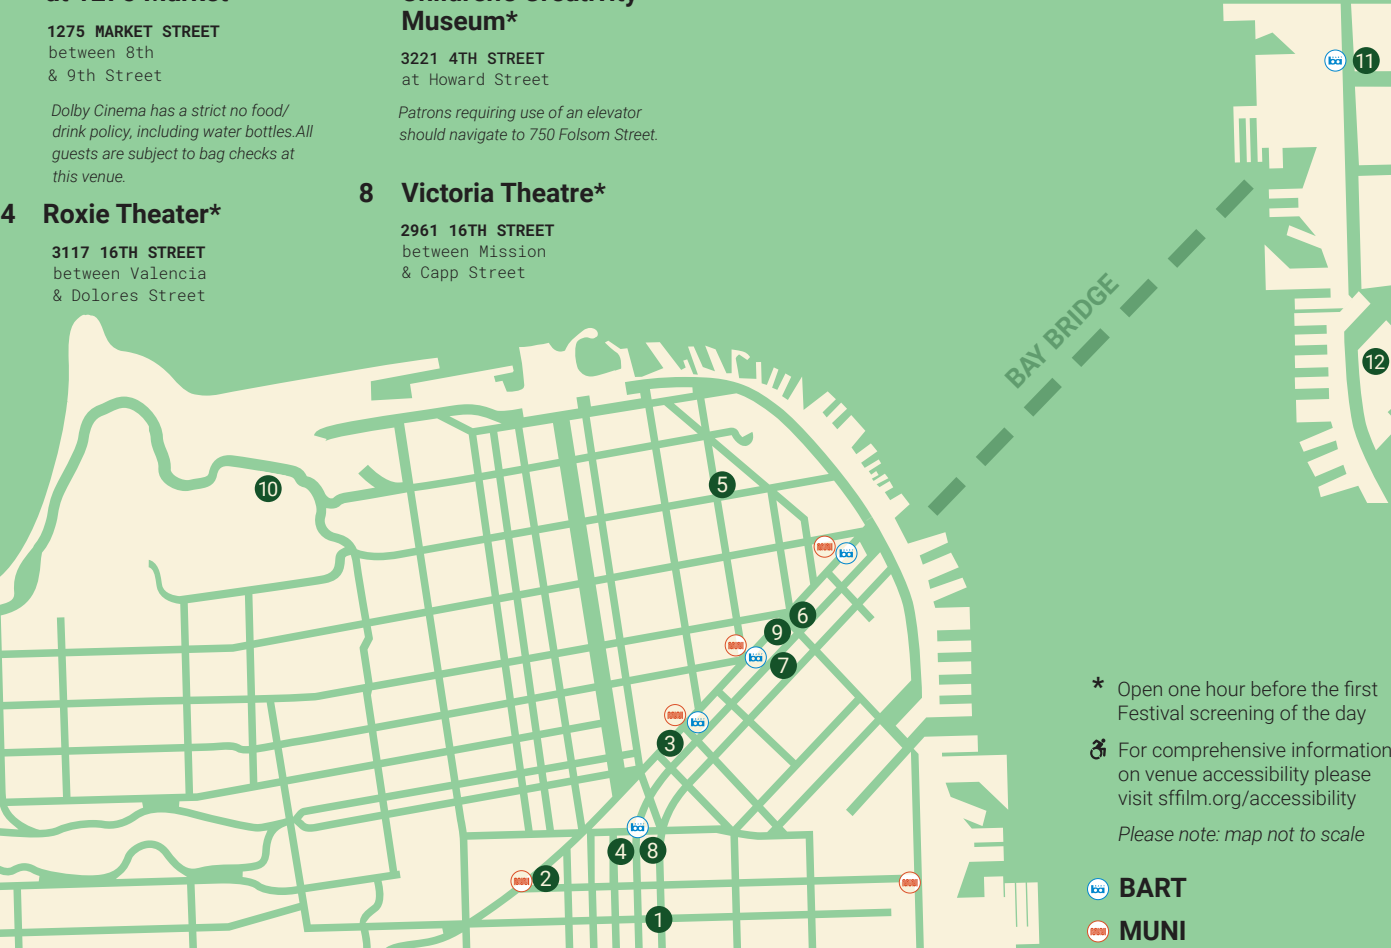 at 1275 Market
1275 MARKET STREET
between 8th
& 9th Street
Dolby Cinema has a strict no food/
drink policy, including water bottles.All
guests are subject to bag checks at
this venue.
4 Roxie Theater*
3117 16TH STREET
between Valencia
& Dolores Street
Children's Creativity
Museum*
3221 4TH STREET
at Howard Street
Patrons requiring use of an elevator
should navigate to 750 Folsom Street.
8 Victoria Theatre*
2961 16TH STREET
between Mission
& Capp Street
11
BAY BRIDGE
12
10
5
6
9
7
3
4
8
2
1
* Open one hour before the first
Festival screening of the day
For comprehensive information
on venue accessibility please
visit sffilm.org/accessibility
Please note: map not to scale
BART
MUNI